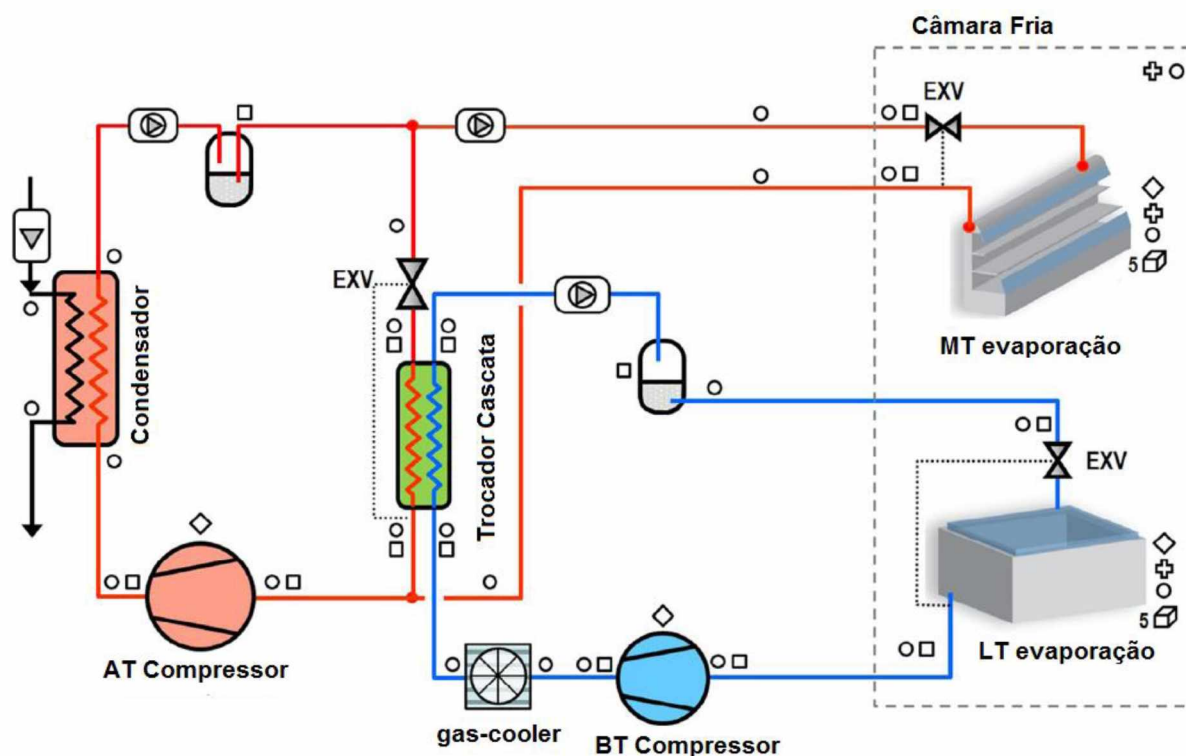 Câmara Fria
EXV
5
MT evaporação
EXV
Condensador
Trocador Cascata
EXV
5
LT evaporação
AT Compressor
gas-cooler
BT Compressor